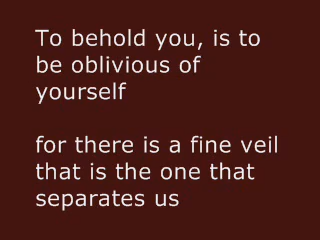 To behold you, is to
be oblivious of
yourself
for there is a fine veil
that is the one that
separates us